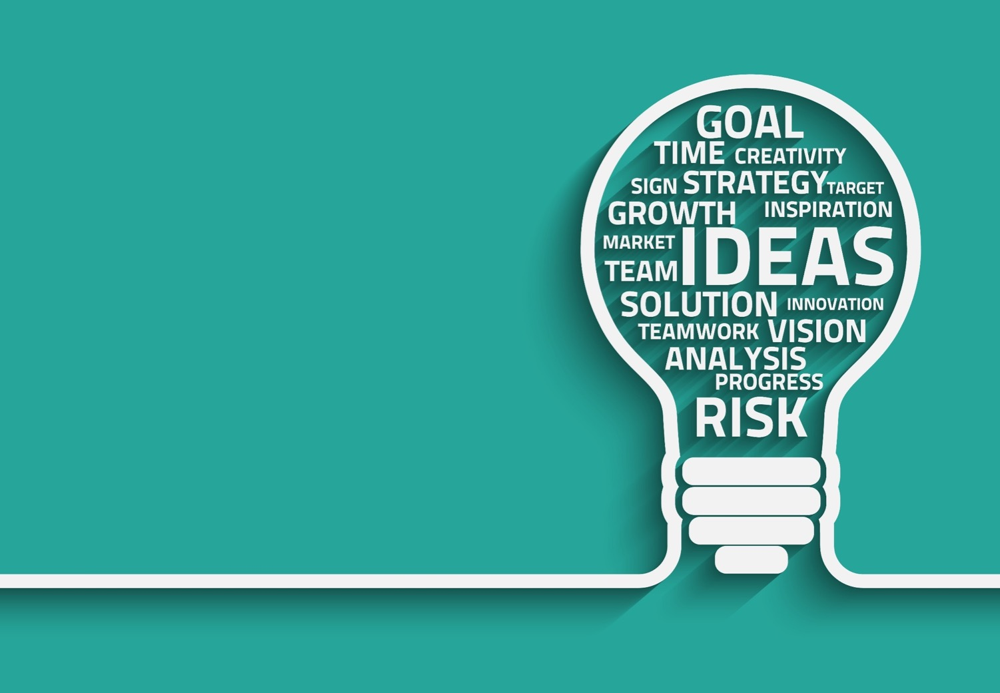 GOAL
TIME CREATIVITY
SIGN STRATEGY TARGET
GROWTH INSPIRATION
MARKET IDEAS
TEAM
SOLUTION INNOVATION
TEAMWORK VISION
ANALYSIS
PROGRESS
RISK